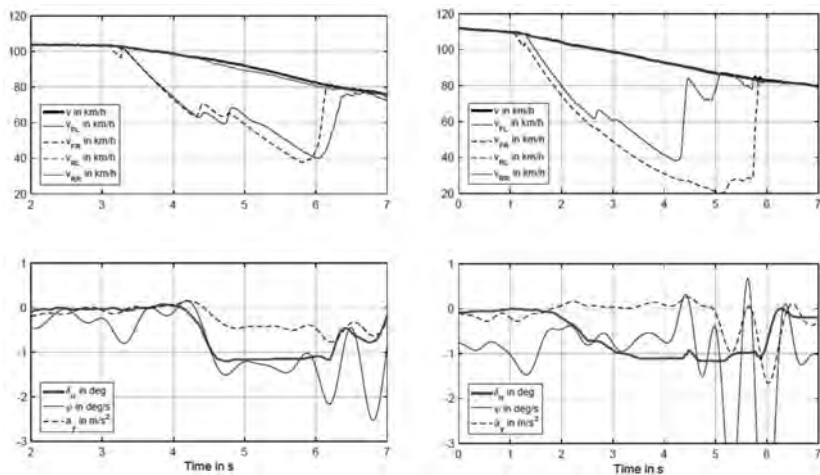 120
100
80
60
40
20
2 3 4 5 6 7
v in km/h
v_FL in km/h
v_FR in km/h
v_RL in km/h
v_RR in km/h
120
100
80
60
40
20
0 1 2 3 4 5 6 7
v in km/h
v_FL in km/h
v_FR in km/h
v_RL in km/h
v_RR in km/h
1
0
-1
-2
-3
2 3 4 5 6 7
δ_H in deg
ψ̇ in deg/s
a_y in m/s²
Time in s
1
0
-1
-2
-3
0 1 2 3 4 5 6 7
δ_H in deg
ψ̇ in deg/s
a_y in m/s²
Time in s